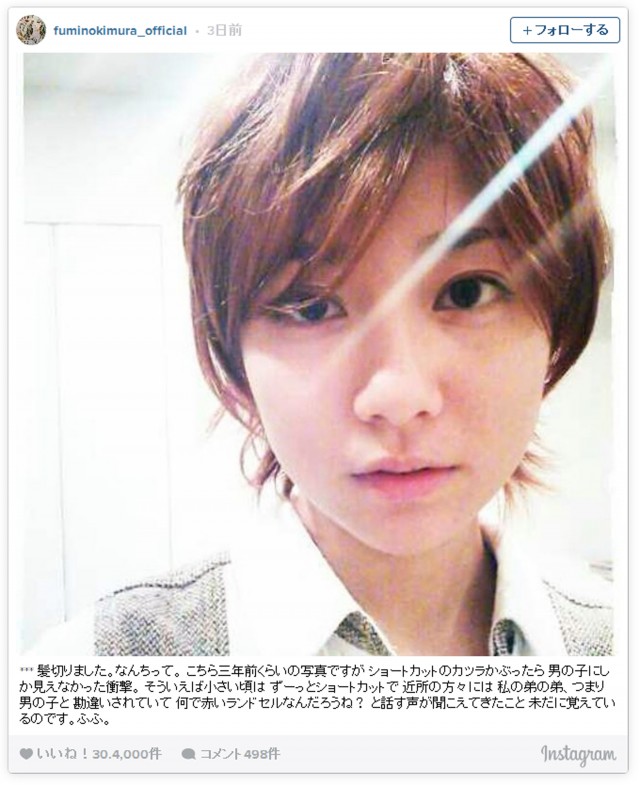 fuminokimura_official • 3日前
＋フォローする
*** 髪切りました。なんちって。 こちら三年前くらいの写真ですが ショートカットのカツラかぶったら 男の子にし
か見えなかった衝撃。 そういえば小さい頃は ずーっとショートカットで 近所の方々には 私の弟の弟、つまり
男の子と 勘違いされていて 何で赤いランドセルなんだろうね？ と話す声が聞こえてきたこと 未だに覚えてい
るのです。ふふ。
いいね！30.4,000件 コメント498件
Instagram